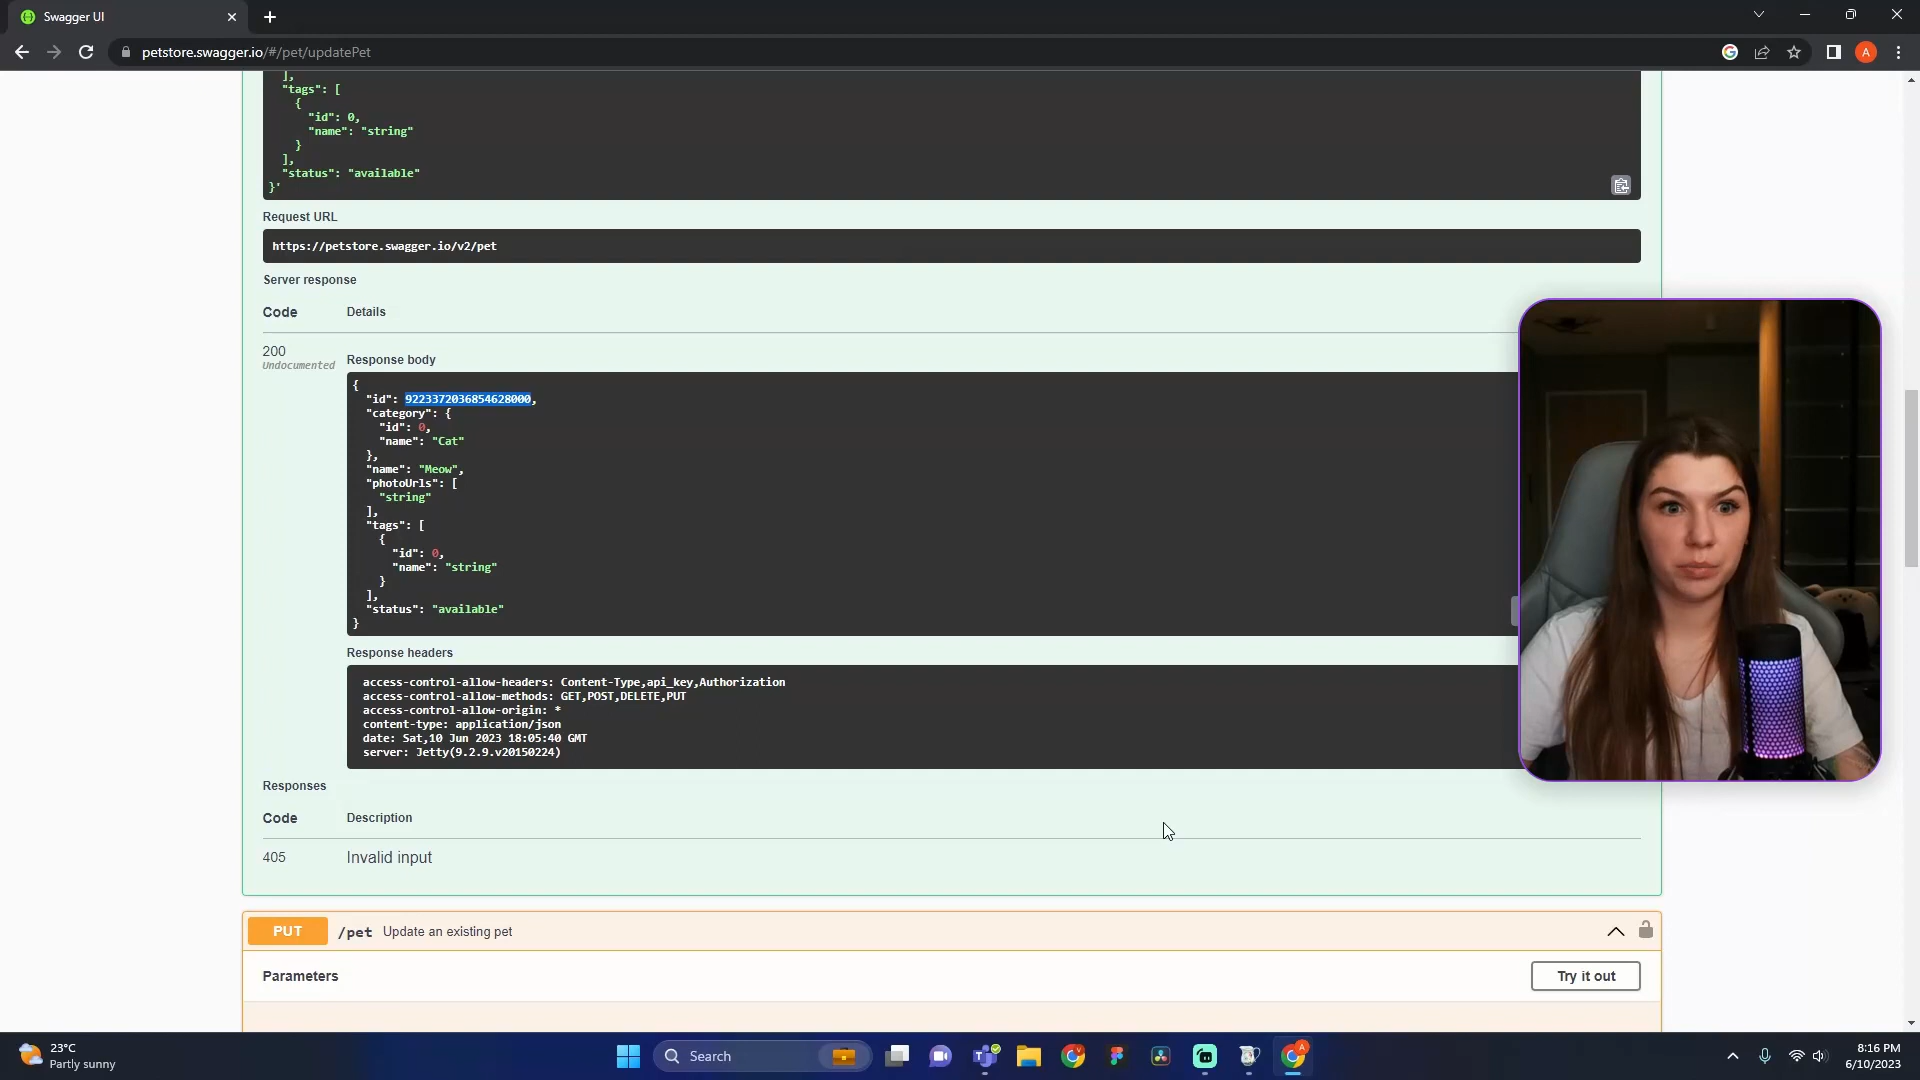 Swagger UI
petstore.swagger.io/#/pet/updatePet
A
],
"tags": [
{
"id": 0,
"name": "string"
}
],
"status": "available"
}'
Request URL
https://petstore.swagger.io/v2/pet
Server response
Code Details
200
Undocumented
Response body
{
"id": 9223372036854628000,
"category": {
"id": 0,
"name": "Cat"
},
"name": "Meow",
"photoUrls": [
"string"
],
"tags": [
{
"id": 0,
"name": "string"
}
],
"status": "available"
}
Response headers
access-control-allow-headers: Content-Type,api_key,Authorization
access-control-allow-methods: GET,POST,DELETE,PUT
access-control-allow-origin: *
content-type: application/json
date: Sat,10 Jun 2023 18:05:40 GMT
server: Jetty(9.2.9.v20150224)
Responses
Code Description
405 Invalid input
PUT /pet Update an existing pet
Parameters Try it out
23°C
Partly sunny
Search
8:16 PM
6/10/2023